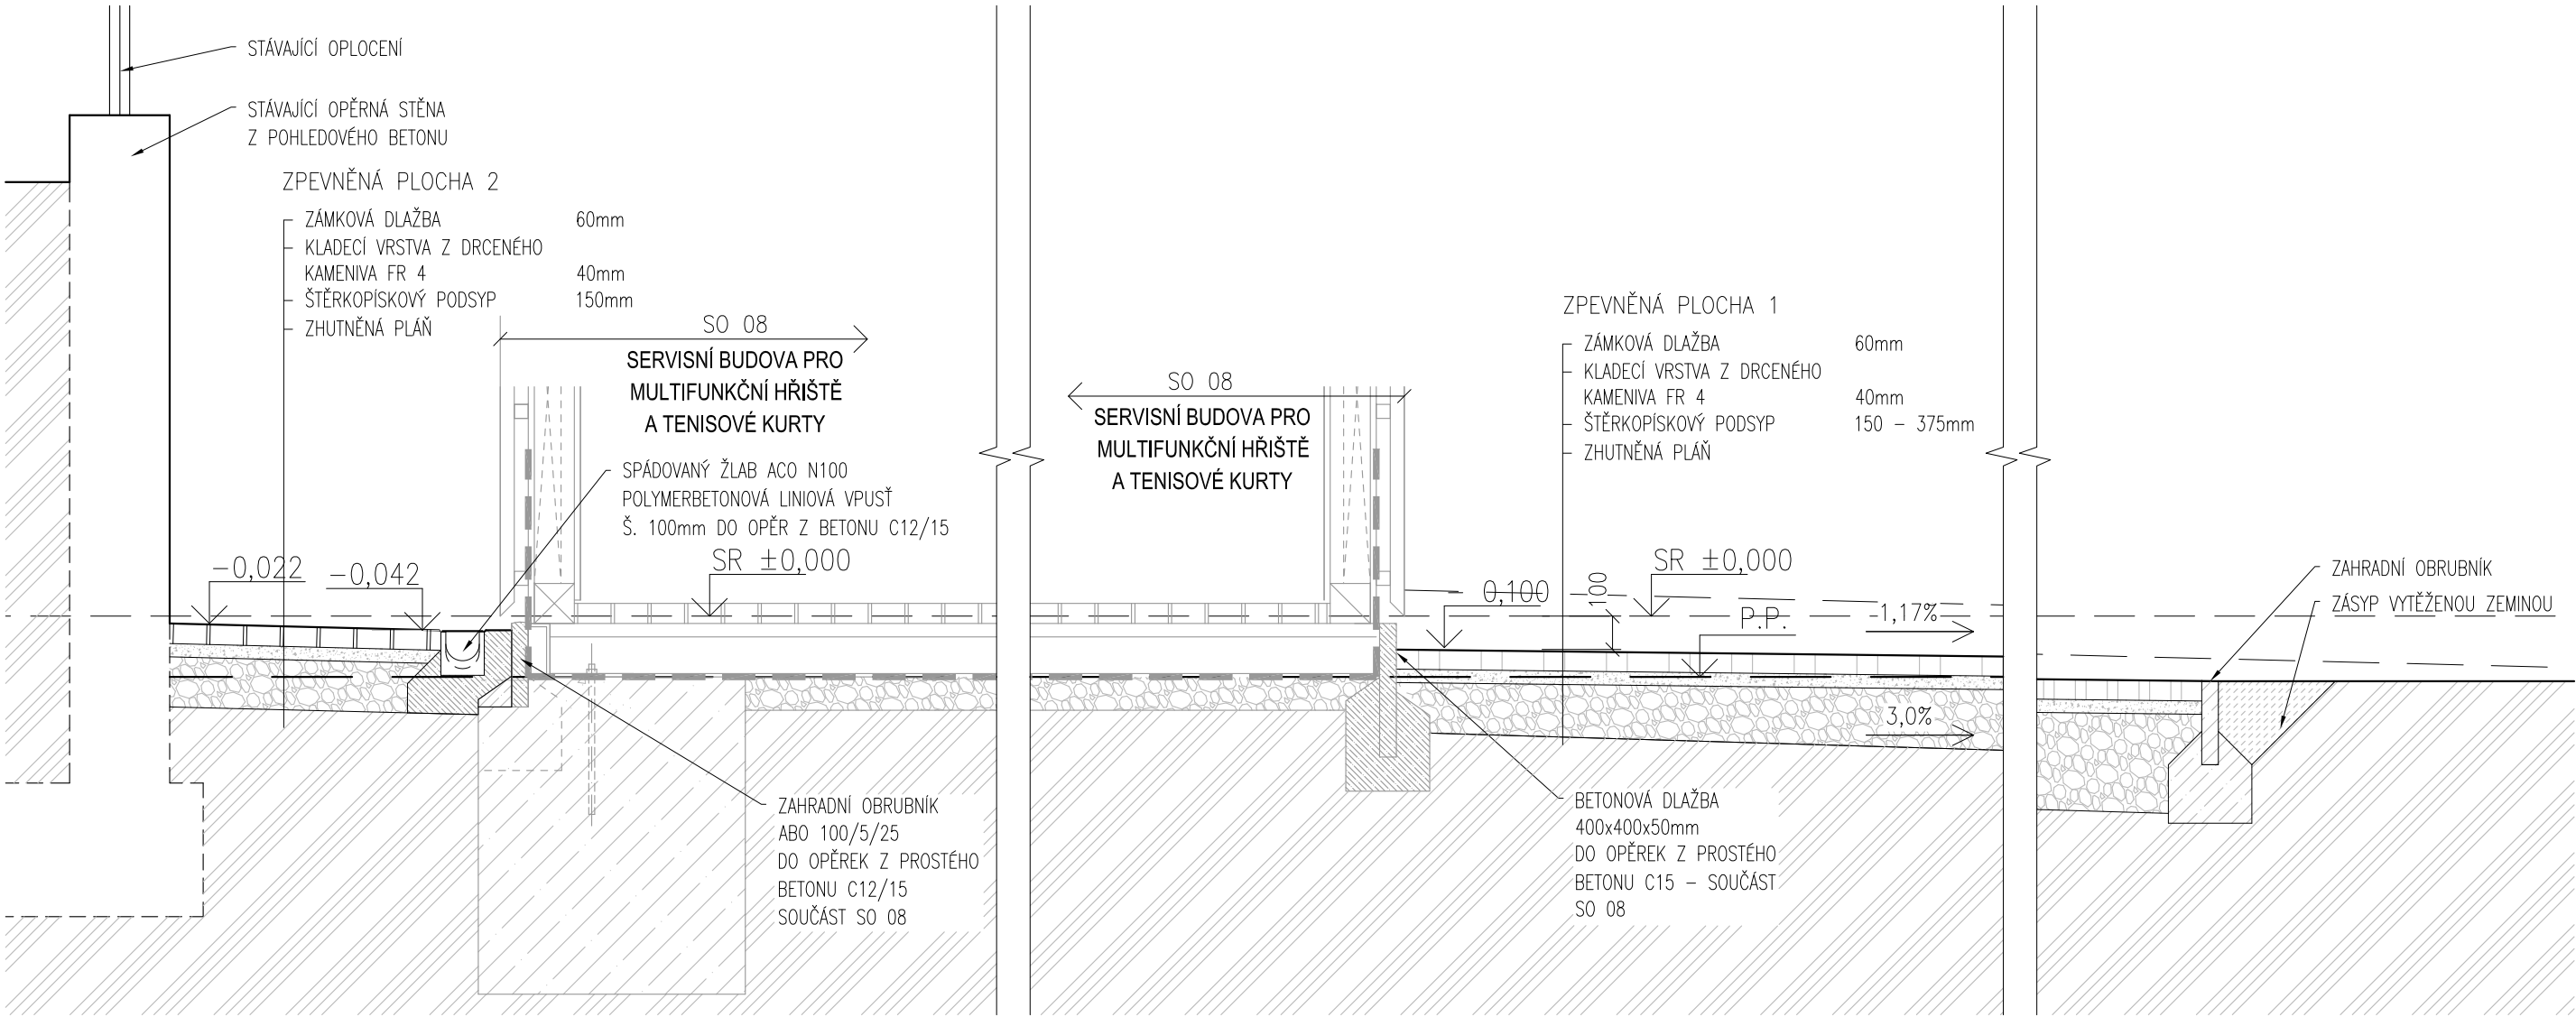 STÁVAJÍCÍ OPLOCENÍ
STÁVAJÍCÍ OPĚRNÁ STĚNA
Z POHLEDOVÉHO BETONU
ZPEVNĚNÁ PLOCHA 2
ZÁMKOVÁ DLAŽBA 60mm
KLADECÍ VRSTVA Z DRCENÉHO
KAMENIVA FR 4 40mm
ŠTĚRKOPÍSKOVÝ PODSYP 150mm
ZHUTNĚNÁ PLÁŇ
SO 08
SERVISNÍ BUDOVA PRO
MULTIFUNKČNÍ HŘIŠTĚ
A TENISOVÉ KURTY
SPÁDOVANÝ ŽLAB ACO N100
POLYMERBETONOVÁ LINIOVÁ VPUSŤ
Š. 100mm DO OPĚR Z BETONU C12/15
SR ±0,000
-0,022
-0,042
SO 08
SERVISNÍ BUDOVA PRO
MULTIFUNKČNÍ HŘIŠTĚ
A TENISOVÉ KURTY
ZPEVNĚNÁ PLOCHA 1
ZÁMKOVÁ DLAŽBA 60mm
KLADECÍ VRSTVA Z DRCENÉHO
KAMENIVA FR 4 40mm
ŠTĚRKOPÍSKOVÝ PODSYP 150 - 375mm
ZHUTNĚNÁ PLÁŇ
SR ±0,000
0,100
100
P.P.
1,17%
3,0%
ZAHRADNÍ OBRUBNÍK
ZÁSYP VYTĚŽENOU ZEMINOU
ZAHRADNÍ OBRUBNÍK
ABO 100/5/25
DO OPĚREK Z PROSTÉHO
BETONU C12/15
SOUČÁST SO 08
BETONOVÁ DLAŽBA
400x400x50mm
DO OPĚREK Z PROSTÉHO
BETONU C15 - SOUČÁST
SO 08